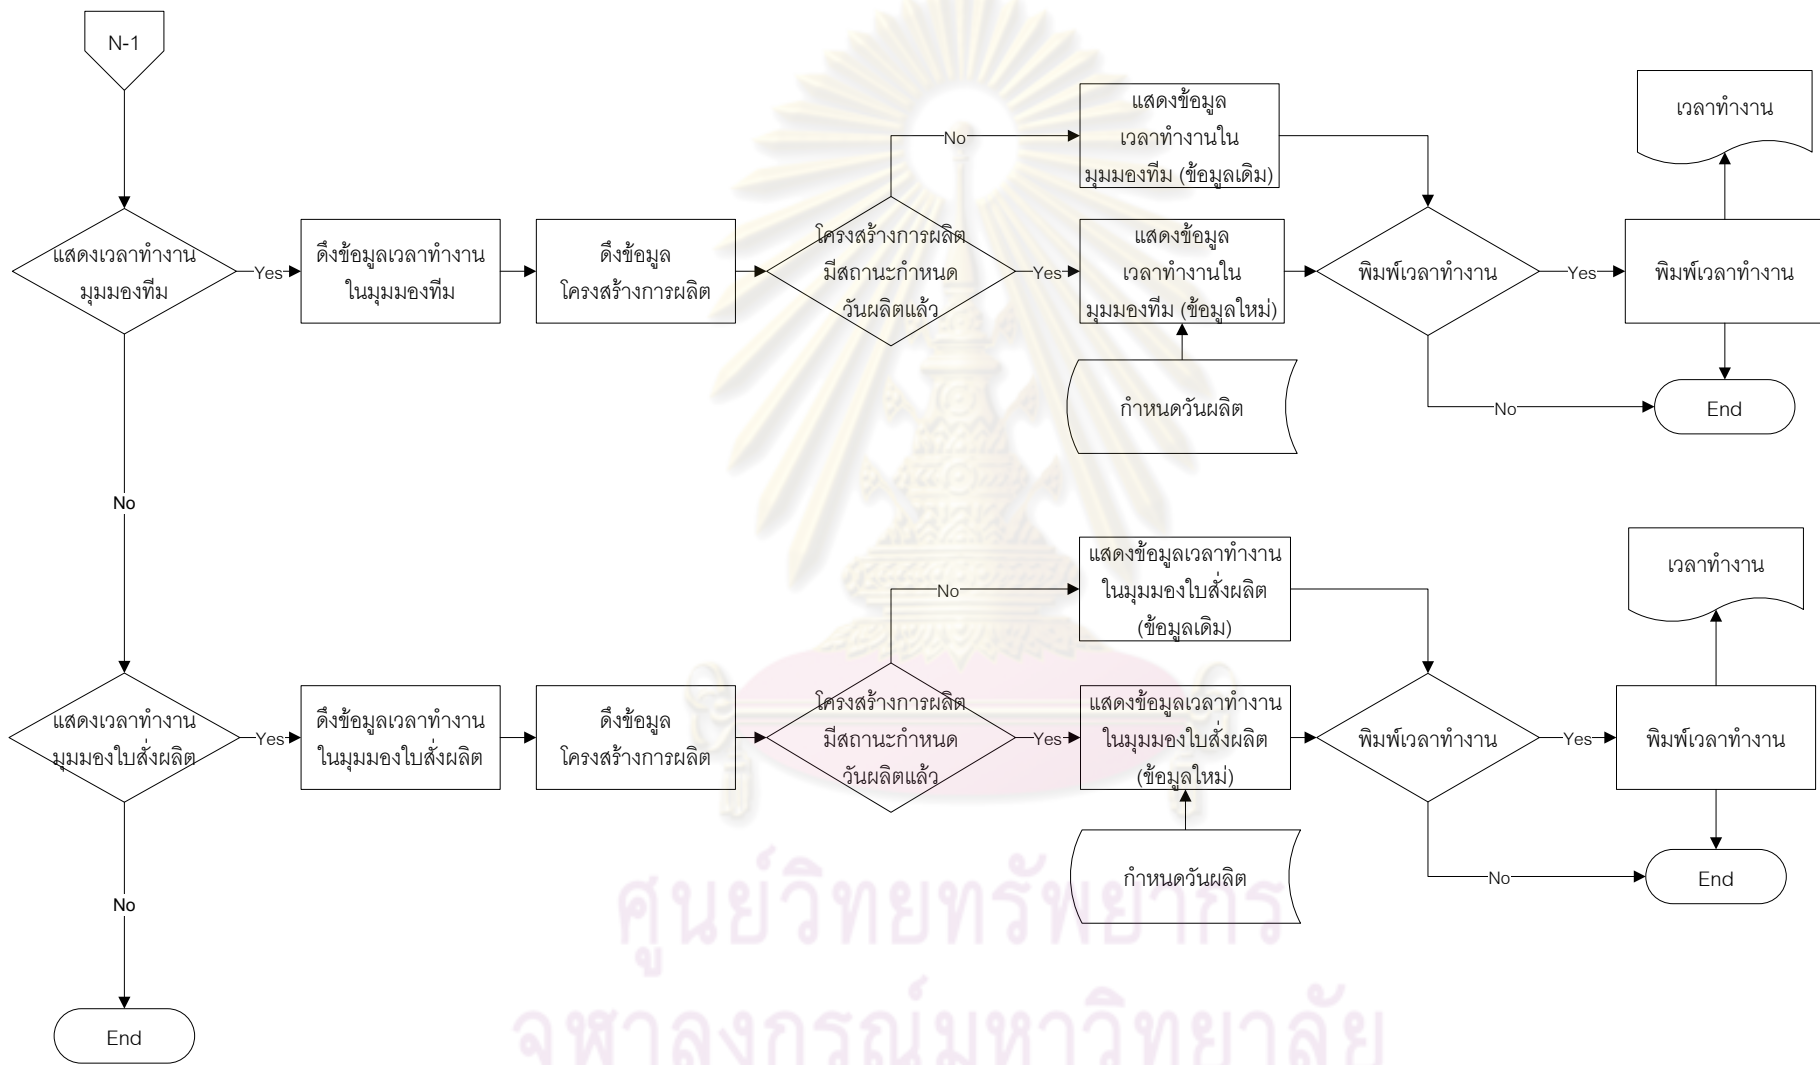 N-1
แสดงเวลาทำงาน
มุมมองทีม
Yes
ดึงข้อมูลเวลาทำงาน
ในมุมมองทีม
ดึงข้อมูล
โครงสร้างการผลิต
โครงสร้างการผลิต
มีสถานะกำหนด
วันผลิตแล้ว
No
แสดงข้อมูล
เวลาทำงานใน
มุมมองทีม (ข้อมูลเดิม)
Yes
แสดงข้อมูล
เวลาทำงานใน
มุมมองทีม (ข้อมูลใหม่)
กำหนดวันผลิต
พิมพ์เวลาทำงาน
Yes
พิมพ์เวลาทำงาน
เวลาทำงาน
No
End
No
แสดงเวลาทำงาน
มุมมองใบสั่งผลิต
Yes
ดึงข้อมูลเวลาทำงาน
ในมุมมองใบสั่งผลิต
ดึงข้อมูล
โครงสร้างการผลิต
โครงสร้างการผลิต
มีสถานะกำหนด
วันผลิตแล้ว
No
แสดงข้อมูลเวลาทำงาน
ในมุมมองใบสั่งผลิต
(ข้อมูลเดิม)
Yes
แสดงข้อมูลเวลาทำงาน
ในมุมมองใบสั่งผลิต
(ข้อมูลใหม่)
กำหนดวันผลิต
พิมพ์เวลาทำงาน
Yes
พิมพ์เวลาทำงาน
เวลาทำงาน
No
End
No
End
ศูนย์วิทยทรัพยากร
จุฬาลงกรณ์มหาวิทยาลัย